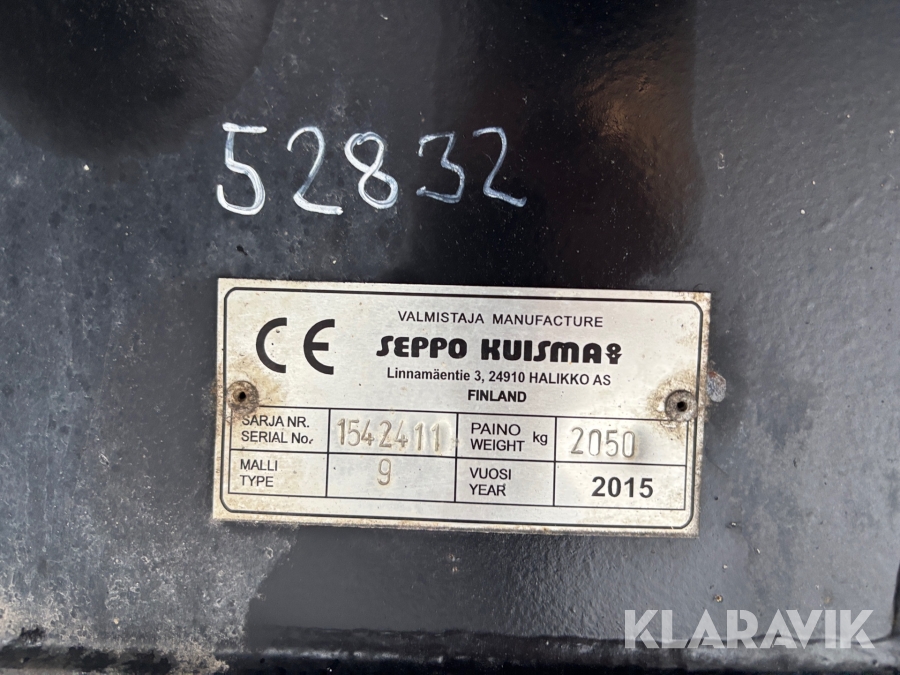 52832
VALMISTAJA MANUFACTURE
CE SEPPO KUISMA OY
Linnamäentie 3, 24910 HALIKKO AS
FINLAND
SARJA NR. SERIAL No. 1542411 PAINO WEIGHT kg 2050
MALLI TYPE 9 VUOSI YEAR 2015
KLARAVIK